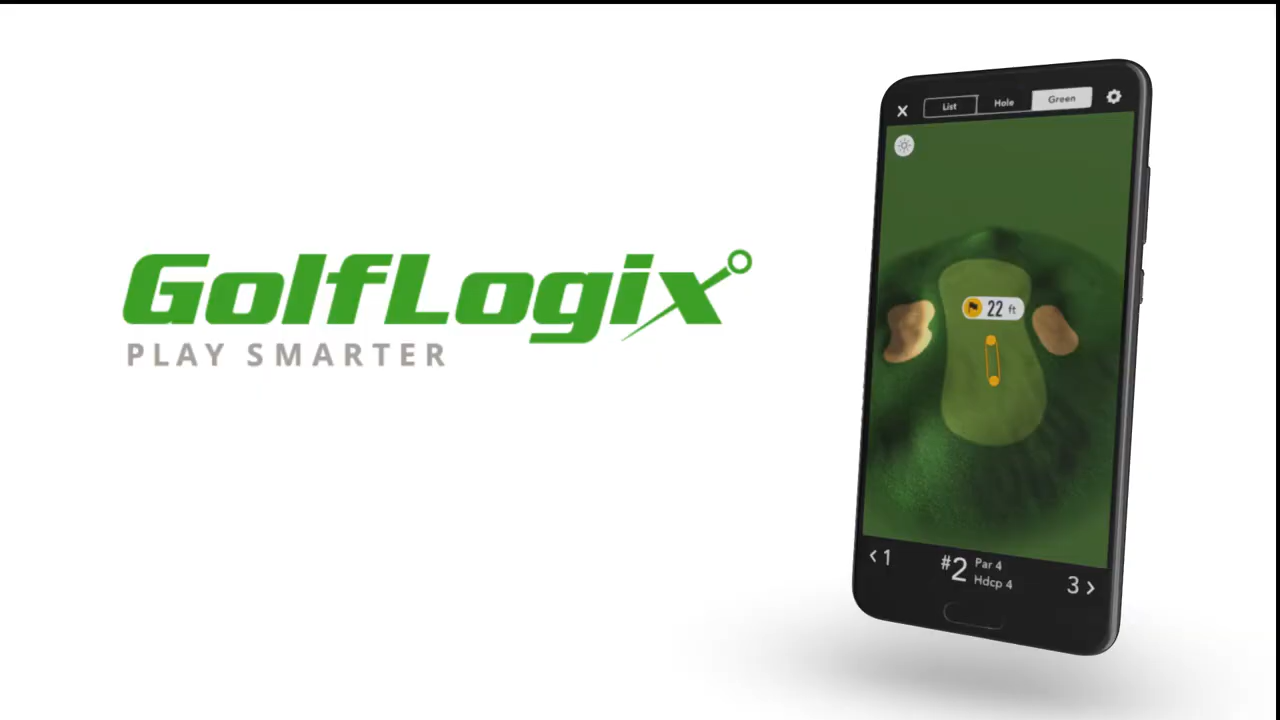 GolfLogix
PLAY SMARTER
X List Hole Green
22 ft
< 1
#2 Par 4
Hdcp 4
3 >